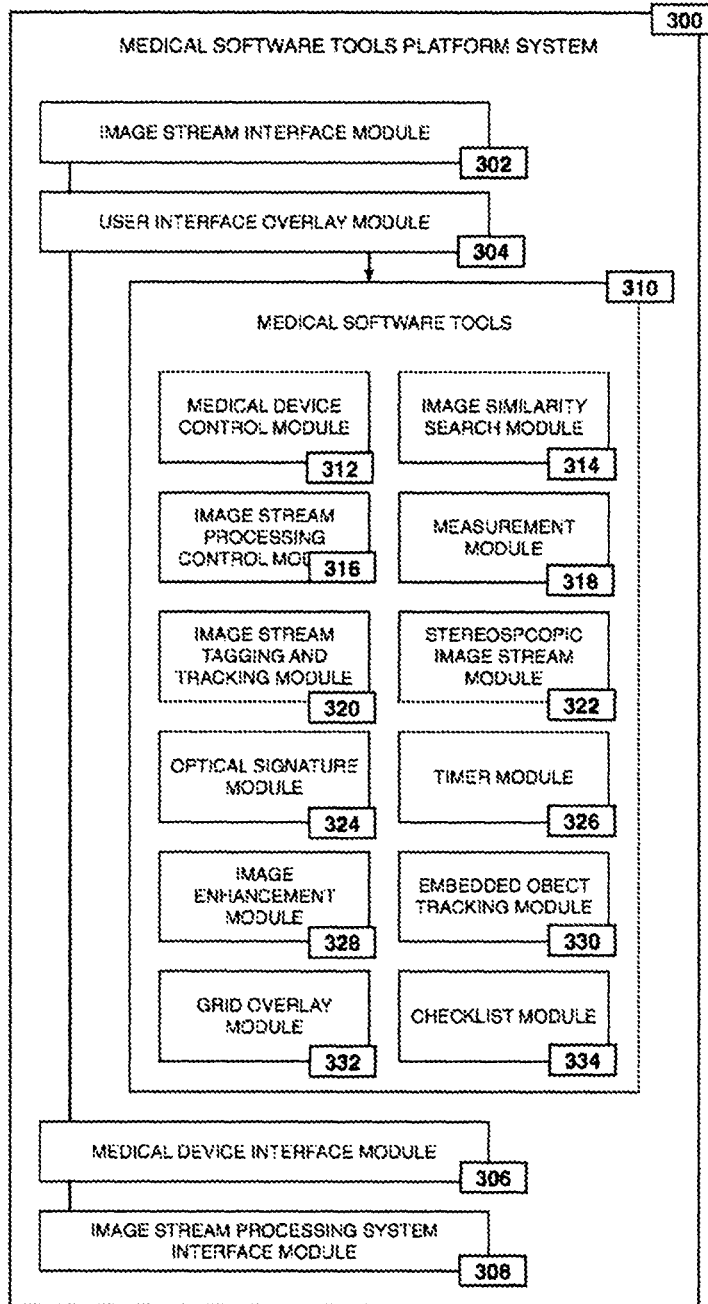 300
MEDICAL SOFTWARE TOOLS PLATFORM SYSTEM
IMAGE STREAM INTERFACE MODULE
302
USER INTERFACE OVERLAY MODULE
304
310
MEDICAL SOFTWARE TOOLS
MEDICAL DEVICE
CONTROL MODULE
312
IMAGE SIMILARITY
SEARCH MODULE
314
IMAGE STREAM
PROCESSING
CONTROL
316
MEASUREMENT
MODULE
318
IMAGE STREAM
TAGGING AND
TRACKING MODULE
320
STEREOSPCOPIC
IMAGE STREAM
MODULE
322
OPTICAL SIGNATURE
MODULE
324
TIMER MODULE
326
IMAGE
ENHANCEMENT
MODULE
328
EMBEDDED OBECT
TRACKING MODULE
330
GRID OVERLAY
MODULE
332
CHECKLIST MODULE
334
MEDICAL DEVICE INTERFACE MODULE
306
IMAGE STREAM PROCESSING SYSTEM
INTERFACE MODULE
308